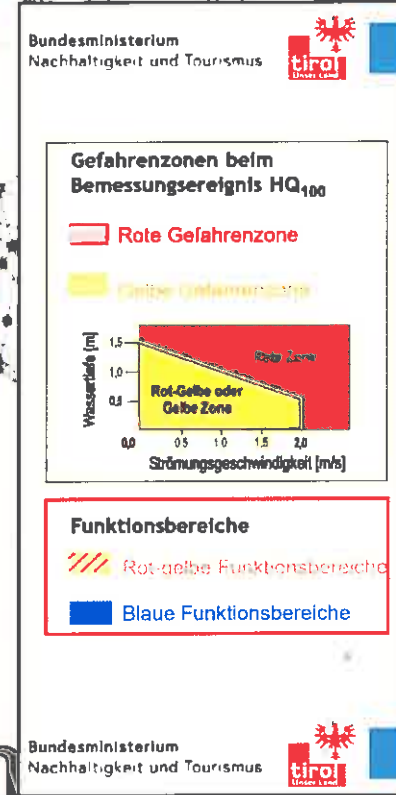 Bundesministerium
Nachhaltigkeit und Tourismus
tirol
Unser Land
Gefahrenzonen beim
Bemessungsereignis HQ100
Rote Gefahrenzone
Gelbe Gefahrenzone
Wassertiefe [m]
1,5
1,0
0,5
Rote Zone
Rot-Gelbe oder
Gelbe Zone
0,0 0,5 1,0 1,5 2,0
Strömungsgeschwindigkeit [m/s]
Funktionsbereiche
Rot-gelbe Funktionsbereiche
Blaue Funktionsbereiche
Bundesministerium
Nachhaltigkeit und Tourismus
tirol
Unser Land